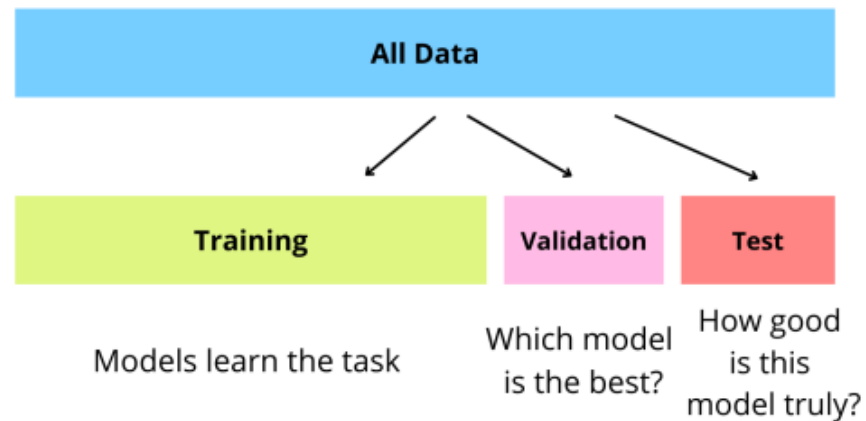 All Data
Training
Validation
Test
Models learn the task
Which model
is the best?
How good
is this
model truly?